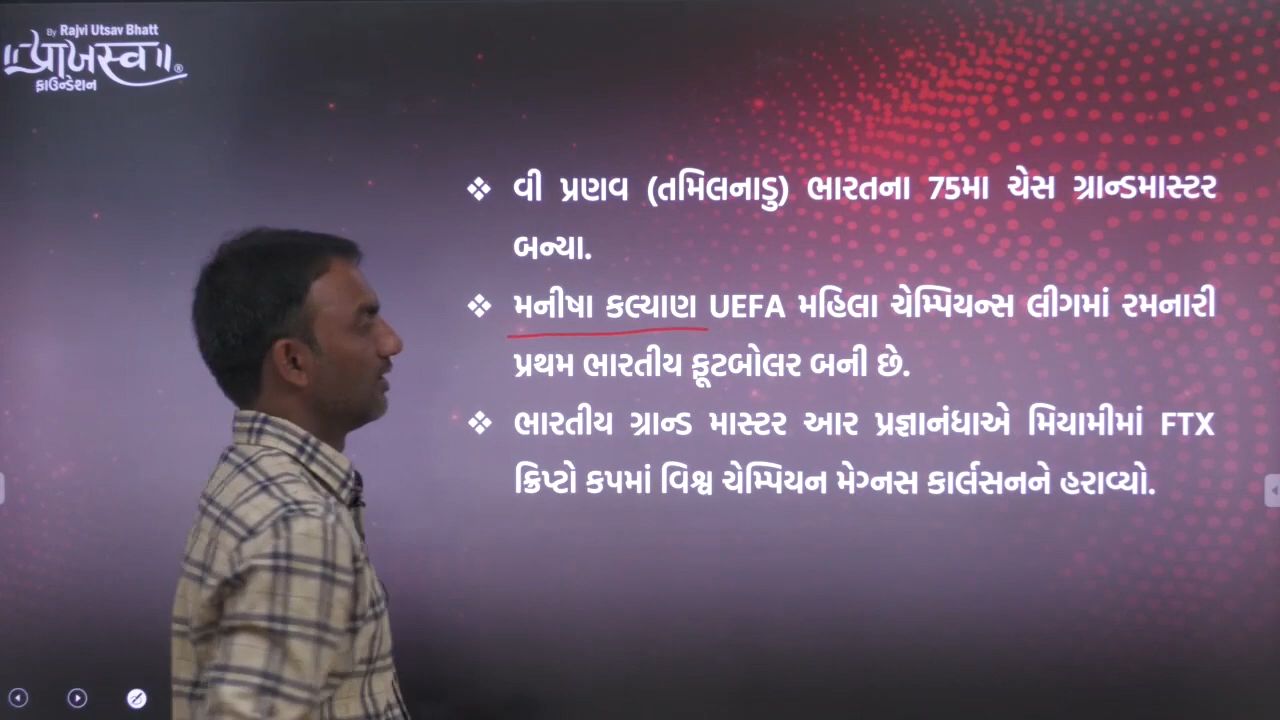 By Rajvi Utsav Bhatt
॥प्राञस्व॥®
ફાઉન્ડેશન
❖ વી પ્રણવ (તમિલનાડુ) ભારતના 75મા ચેસ ગ્રાન્ડમાસ્ટર
બન્યા.
❖ મનીષા કલ્યાણ UEFA મહિલા ચેમ્પિયન્સ લીગમાં રમનારી
પ્રથમ ભારતીય ફૂટબોલર બની છે.
❖ ભારતીય ગ્રાન્ડ માસ્ટર આર પ્રજ્ઞાનંધાએ મિયામીમાં FTX
ક્રિપ્ટો કપમાં વિશ્વ ચેમ્પિયન મેગ્નસ કાર્લસનને હરાવ્યો.